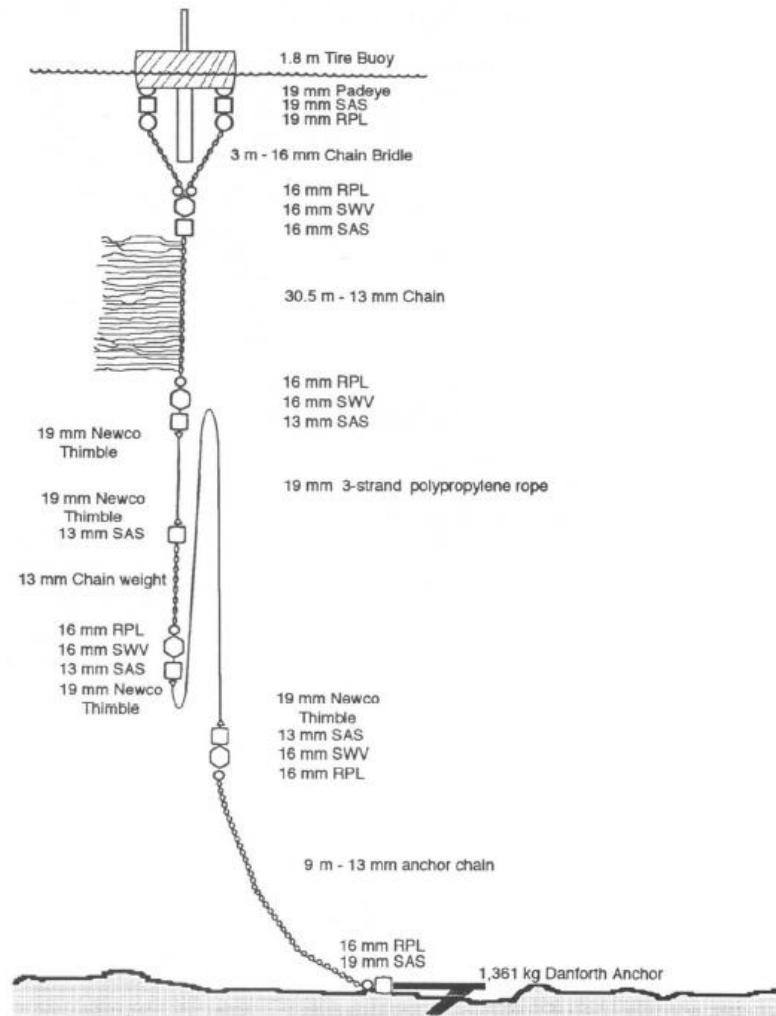 1.8 m Tire Buoy
19 mm Padeye
19 mm SAS
19 mm RPL
3 m - 16 mm Chain Bridle
16 mm RPL
16 mm SWV
16 mm SAS
30.5 m - 13 mm Chain
16 mm RPL
16 mm SWV
13 mm SAS
19 mm Newco
Thimble
19 mm 3-strand polypropylene rope
19 mm Newco
Thimble
13 mm SAS
13 mm Chain weight
16 mm RPL
16 mm SWV
13 mm SAS
19 mm Newco
Thimble
19 mm Newco
Thimble
13 mm SAS
16 mm SWV
16 mm RPL
9 m - 13 mm anchor chain
16 mm RPL
19 mm SAS
1,361 kg Danforth Anchor